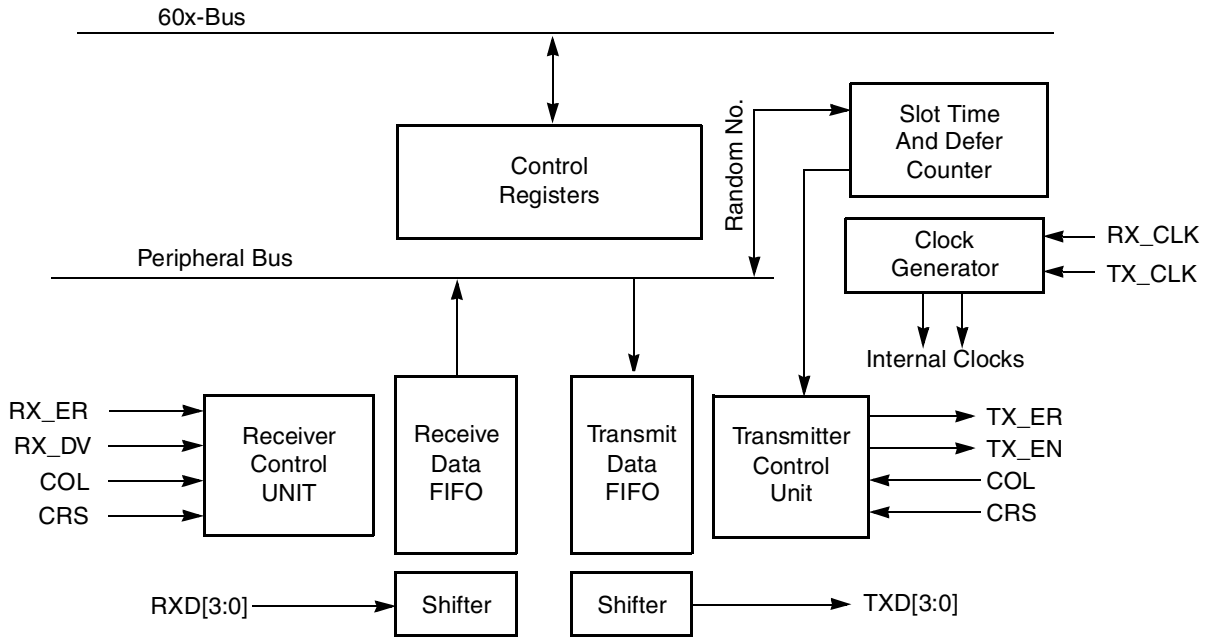 60x-Bus
Control
Registers
Random No.
Slot Time
And Defer
Counter
Clock
Generator
RX_CLK
TX_CLK
Internal Clocks
Peripheral Bus
RX_ER
RX_DV
COL
CRS
Receiver
Control
UNIT
Receive
Data
FIFO
Transmit
Data
FIFO
Transmitter
Control
Unit
TX_ER
TX_EN
COL
CRS
RXD[3:0]
Shifter
Shifter
TXD[3:0]